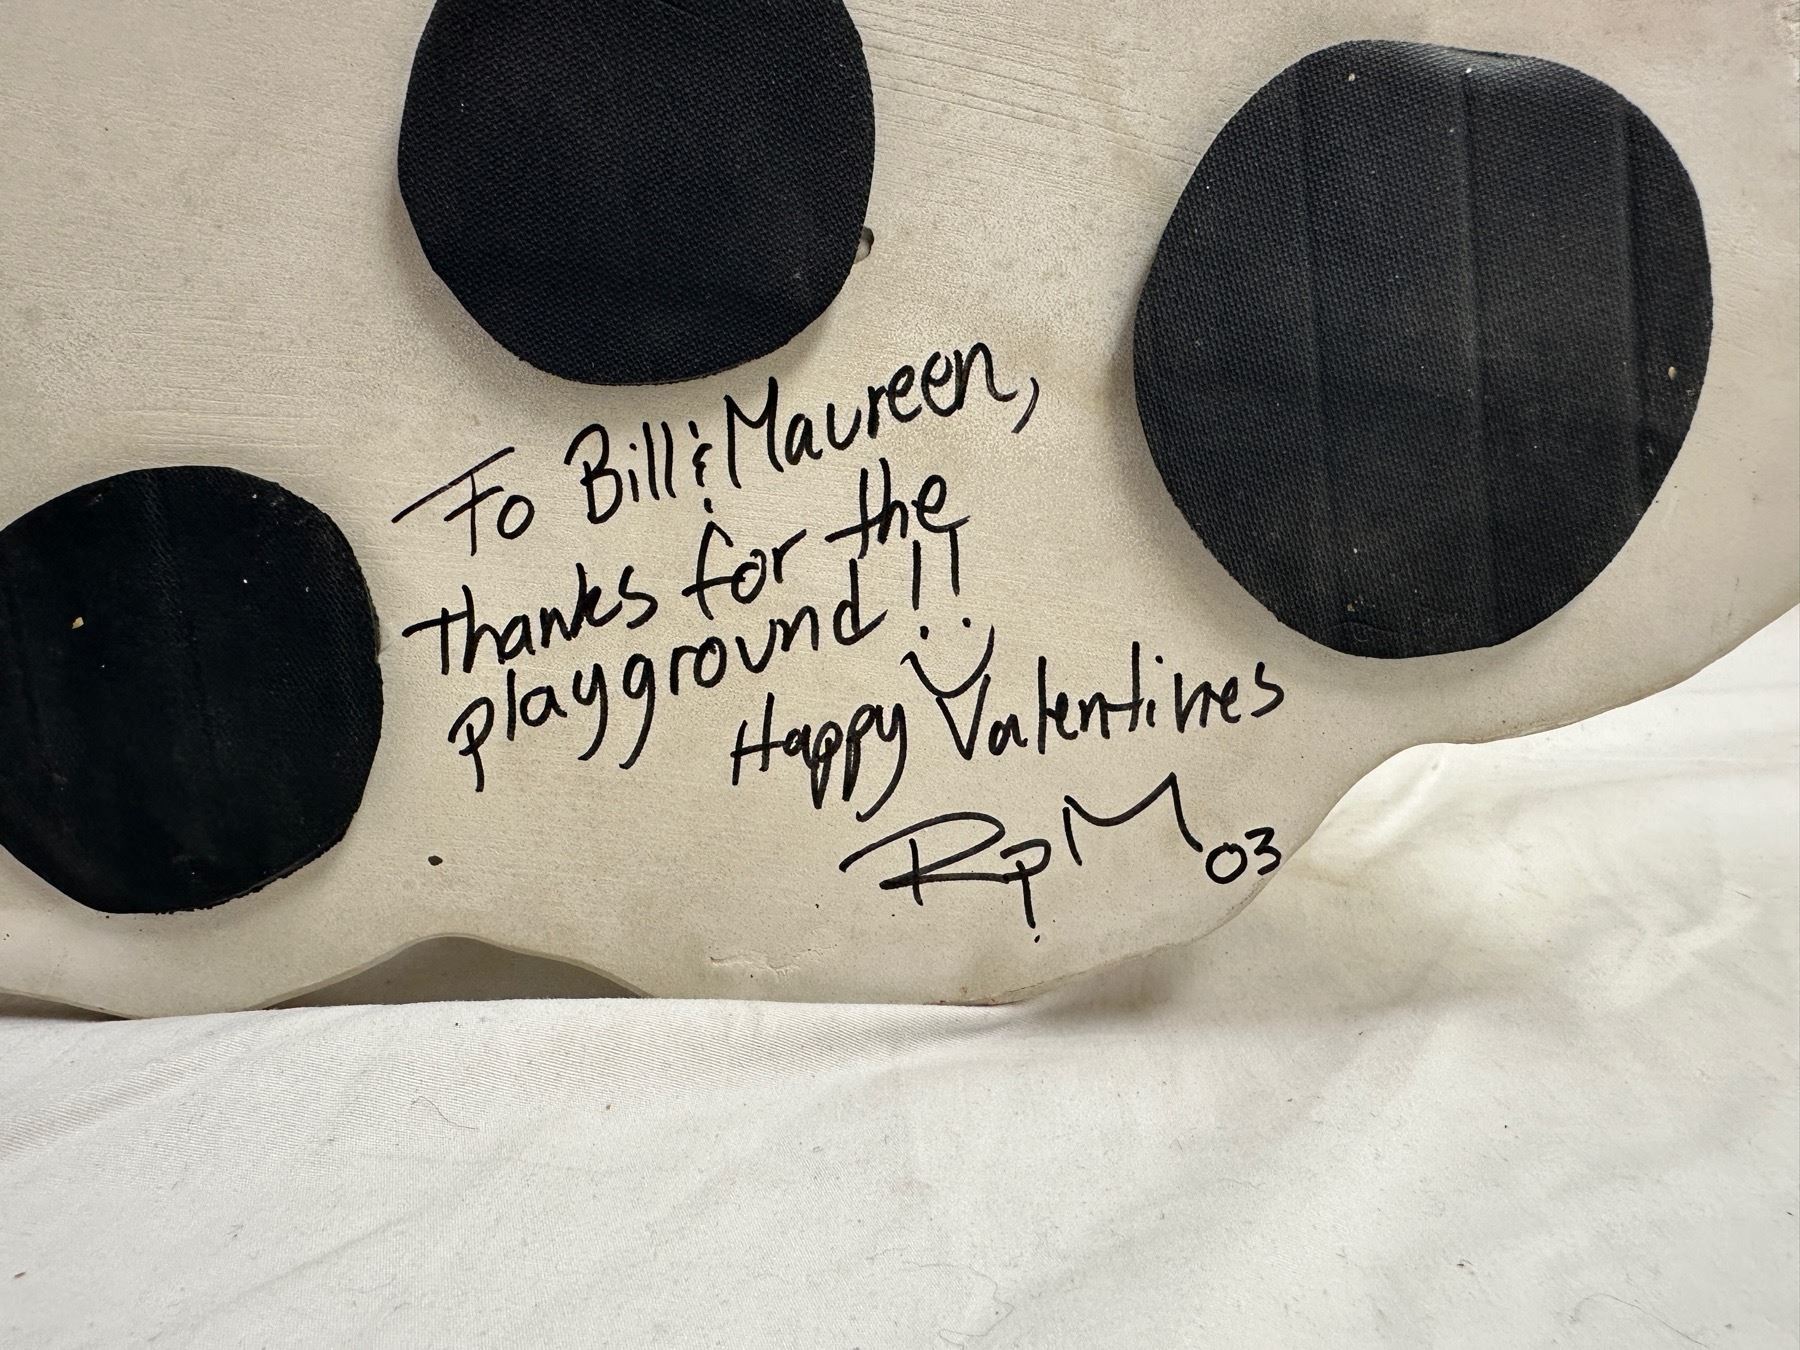 To Bill & Maureen,
thanks for the
playground!!
Happy Valentines
RPM 03